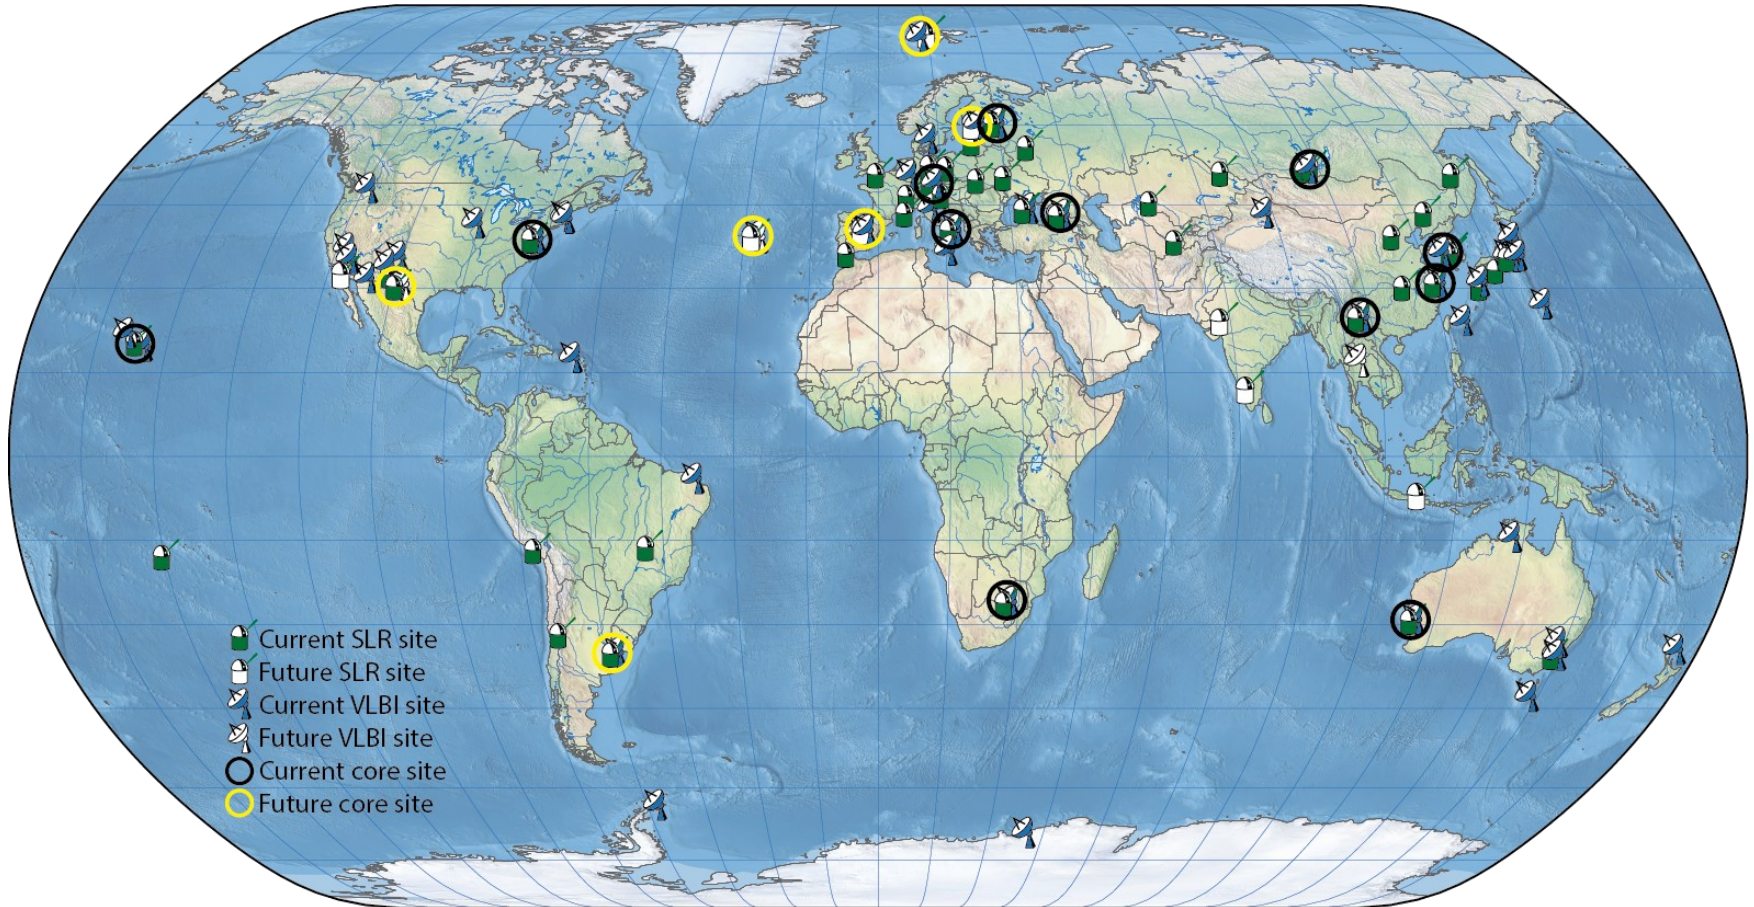 Current SLR site
Future SLR site
Current VLBI site
Future VLBI site
Current core site
Future core site